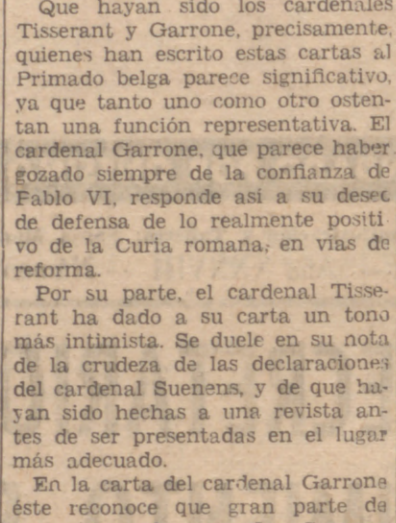 Que hayan sido los cardenales
Tisserant y Garrone, precisamente,
quienes han escrito estas cartas al
Primado belga parece significativo,
ya que tanto uno como otro osten-
tan una función representativa. El
cardenal Garrone, que parece haber
gozado siempre de la confianza de
Pablo VI, responde asi a su deseo
de defensa de lo realmente positi
vo de la Curia romana, en vías de
reforma.
Por su parte, el cardenal Tisse-
rant ha dado a su carta un tono
más intimista. Se duele en su nota
de la crudeza de las declaraciones
del cardenal Suenens, y de que ha-
yan sido hechas a una revista an-
tes de ser presentadas en el lugar
más adecuado.
En la carta del cardenal Garrone
éste reconoce que gran parte de